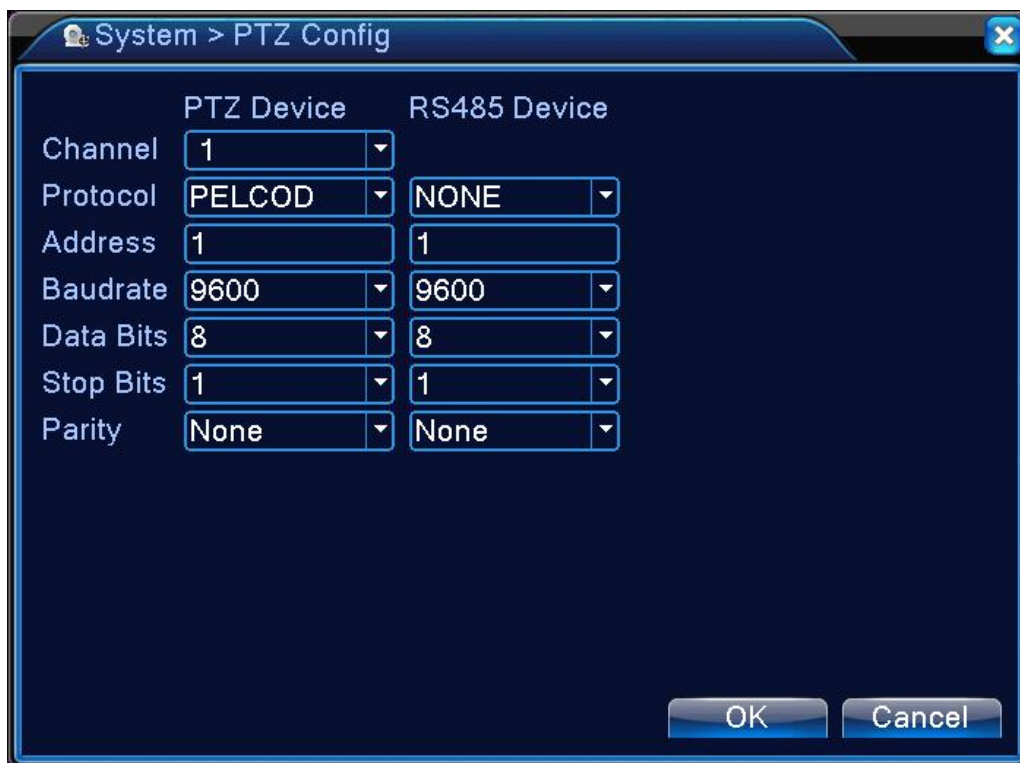 System > PTZ Config
PTZ Device RS485 Device
Channel 1
Protocol PELCOD NONE
Address 1 1
Baudrate 9600 9600
Data Bits 8 8
Stop Bits 1 1
Parity None None
OK Cancel